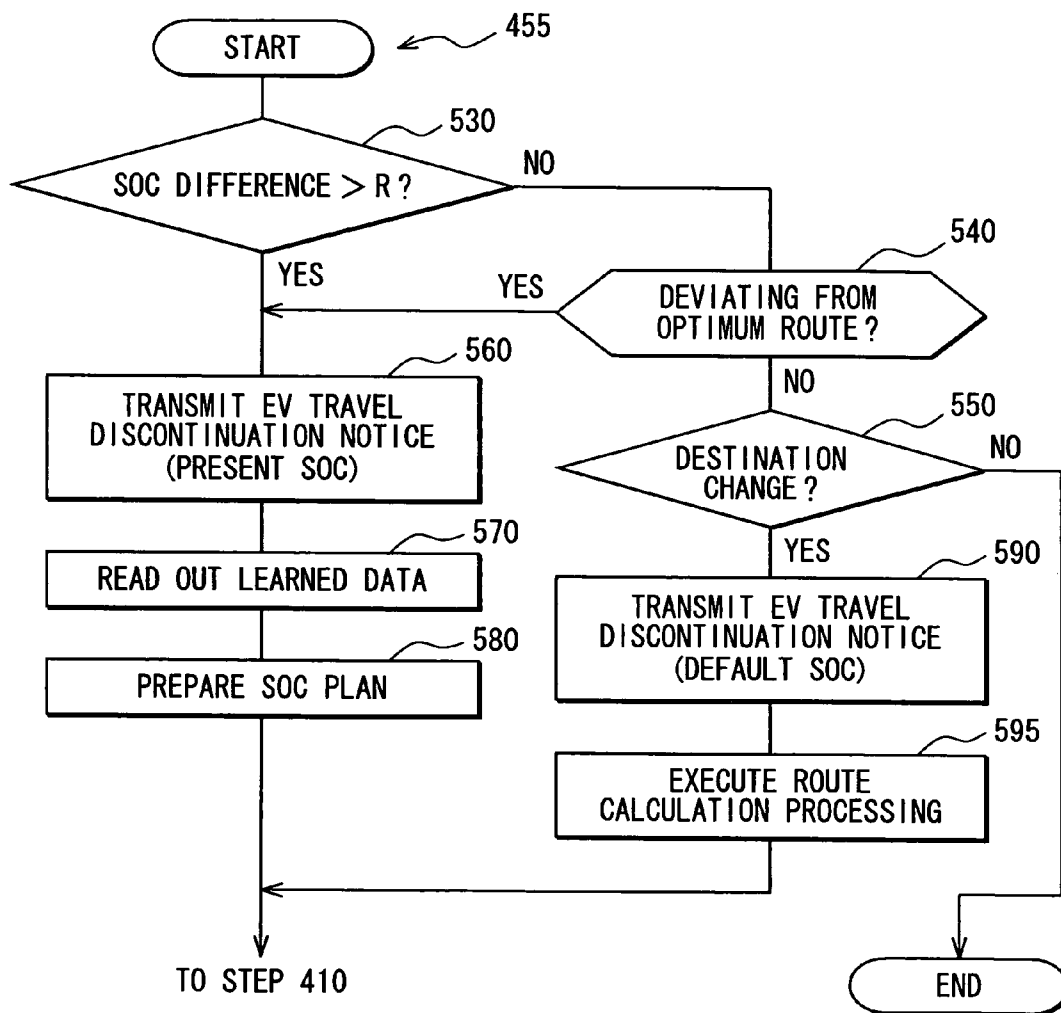 START
455
530
SOC DIFFERENCE > R?
NO
YES
540
YES
DEVIATING FROM
OPTIMUM ROUTE?
NO
560
TRANSMIT EV TRAVEL
DISCONTINUATION NOTICE
(PRESENT SOC)
550
DESTINATION
CHANGE?
NO
YES
570
READ OUT LEARNED DATA
590
TRANSMIT EV TRAVEL
DISCONTINUATION NOTICE
(DEFAULT SOC)
580
PREPARE SOC PLAN
595
EXECUTE ROUTE
CALCULATION PROCESSING
TO STEP 410
END